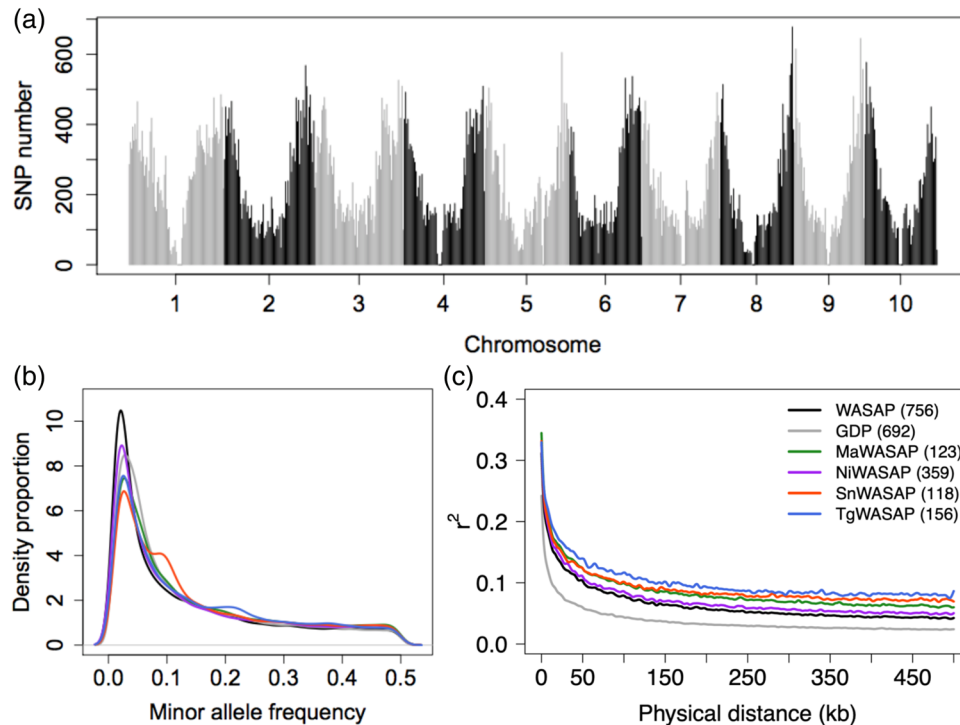 (a)
SNP number
600
400
200
0
1 2 3 4 5 6 7 8 9 10
Chromosome
(b)
Density proportion
10
8
6
4
2
0
0.0 0.1 0.2 0.3 0.4 0.5
Minor allele frequency
(c)
r²
0.4
0.3
0.2
0.1
0.0
WASAP (756)
GDP (692)
MaWASAP (123)
NiWASAP (359)
SnWASAP (118)
TgWASAP (156)
0 50 150 250 350 450
Physical distance (kb)